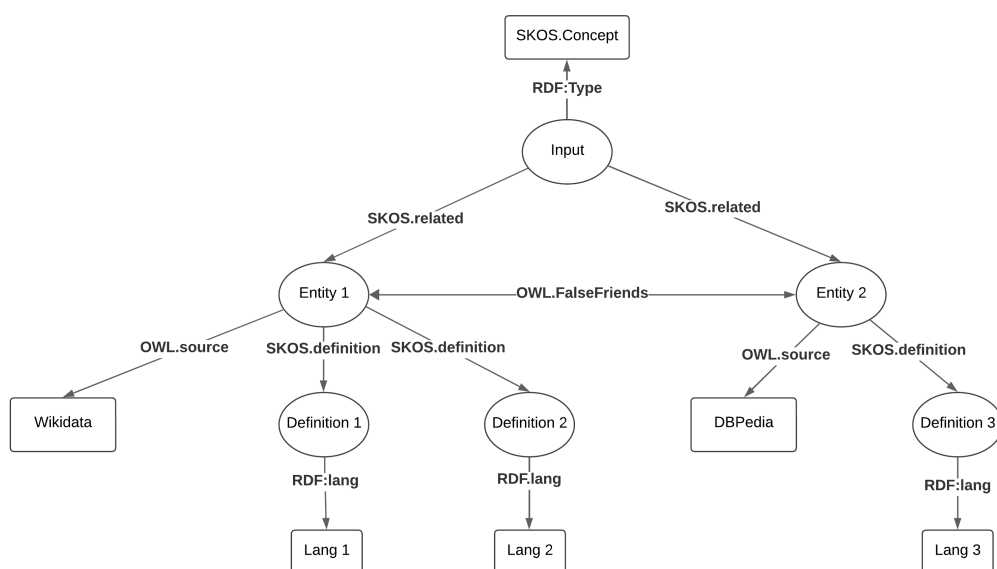 SKOS.Concept
RDF:Type
Input
SKOS.related
SKOS.related
Entity 1
OWL.FalseFriends
Entity 2
OWL.source
SKOS.definition
SKOS.definition
OWL.source
SKOS.definition
Wikidata
Definition 1
Definition 2
DBPedia
Definition 3
RDF:lang
RDF.lang
RDF:lang
Lang 1
Lang 2
Lang 3